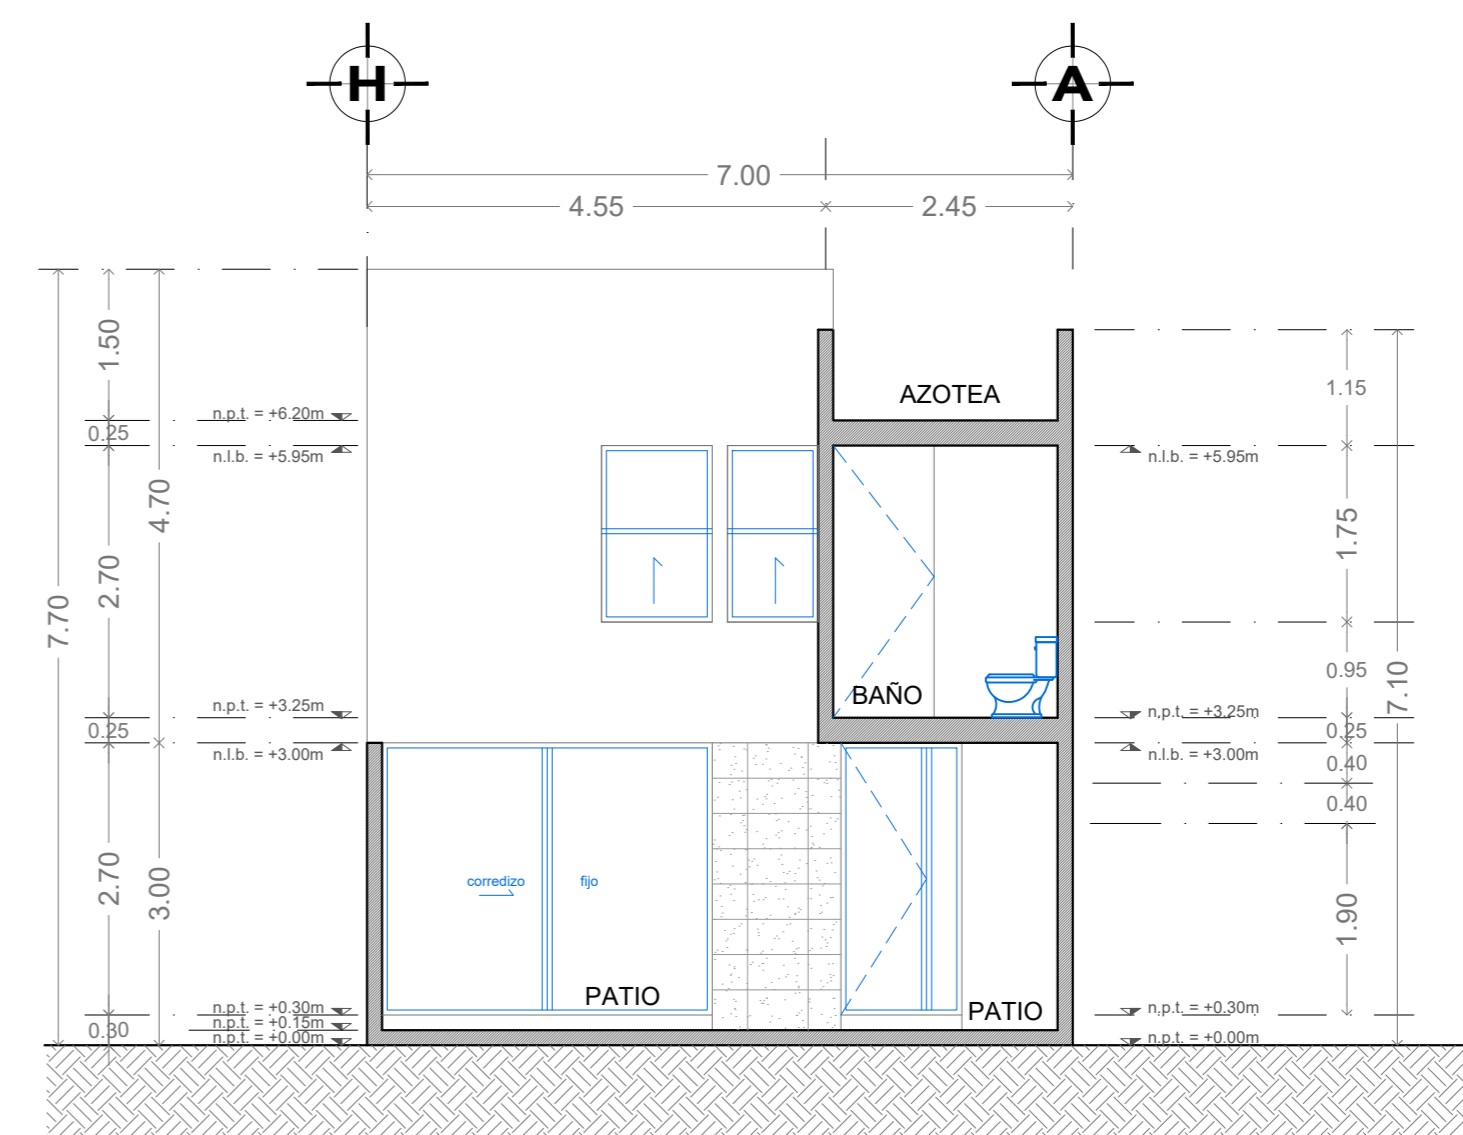 H
A
7.00
4.55
2.45
1.50
n.p.t. = +6.20m
0.25
n.l.b. = +5.95m
4.70
2.70
7.70
n.p.t. = +3.25m
0.25
n.l.b. = +3.00m
2.70
3.00
n.p.t. = +0.30m
n.p.t. = +0.15m
0.30
n.p.t. = +0.00m
AZOTEA
BAÑO
corredizo
fijo
PATIO
PATIO
1.15
n.l.b. = +5.95m
1.75
0.95
7.10
n.p.t. = +3.25m
0.25
n.l.b. = +3.00m
0.40
0.40
1.90
n.p.t. = +0.30m
n.p.t. = +0.00m